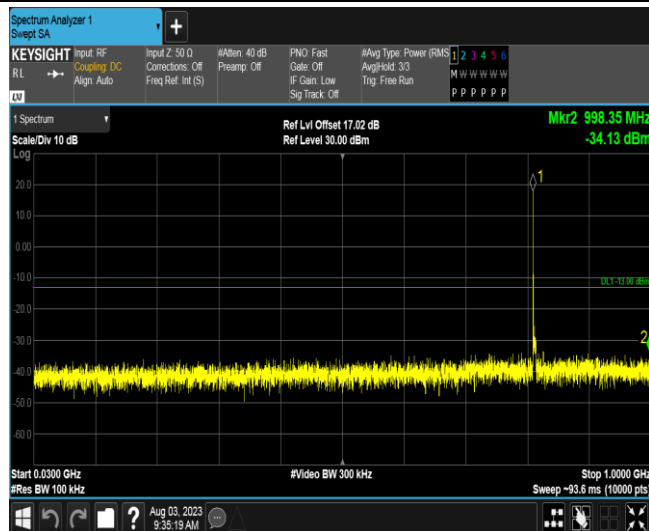 Spectrum Analyzer 1
Swept SA
KEYSIGHT
RL
LXI
Input: RF
Coupling: DC
Align: Auto
Input Z: 50 Ω
Corrections: Off
Freq Ref: Int (S)
#Atten: 40 dB
Preamp: Off
PNO: Fast
Gate: Off
IF Gain: Low
Sig Track: Off
#Avg Type: Power (RMS
Avg|Hold: 3/3
Trig: Free Run
1 2 3 4 5 6
M W W W W W
P P P P P P
1 Spectrum
Scale/Div 10 dB
Ref Lvl Offset 17.02 dB
Ref Level 30.00 dBm
Mkr2 998.35 MHz
-34.13 dBm
Log
1
20.0
10.0
0.00
-10.0
DL1 -13.00 dBm
-20.0
-30.0
2
-40.0
-50.0
-60.0
Start 0.0300 GHz
#Video BW 300 kHz
Stop 1.0000 GHz
#Res BW 100 kHz
Sweep ~93.6 ms (10000 pts)
?
Aug 03, 2023
9:35:19 AM